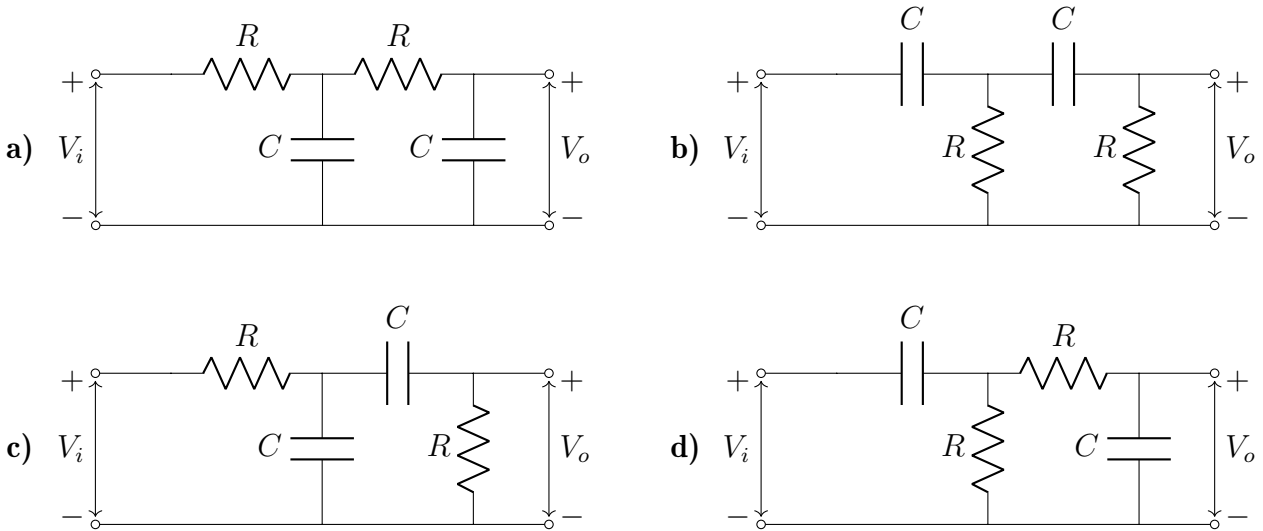 R R C C
+ + + +
a) V_i C C V_o b) V_i R R V_o
− − − −
R C C R
+ + + +
c) V_i C R V_o d) V_i R C V_o
− − − −